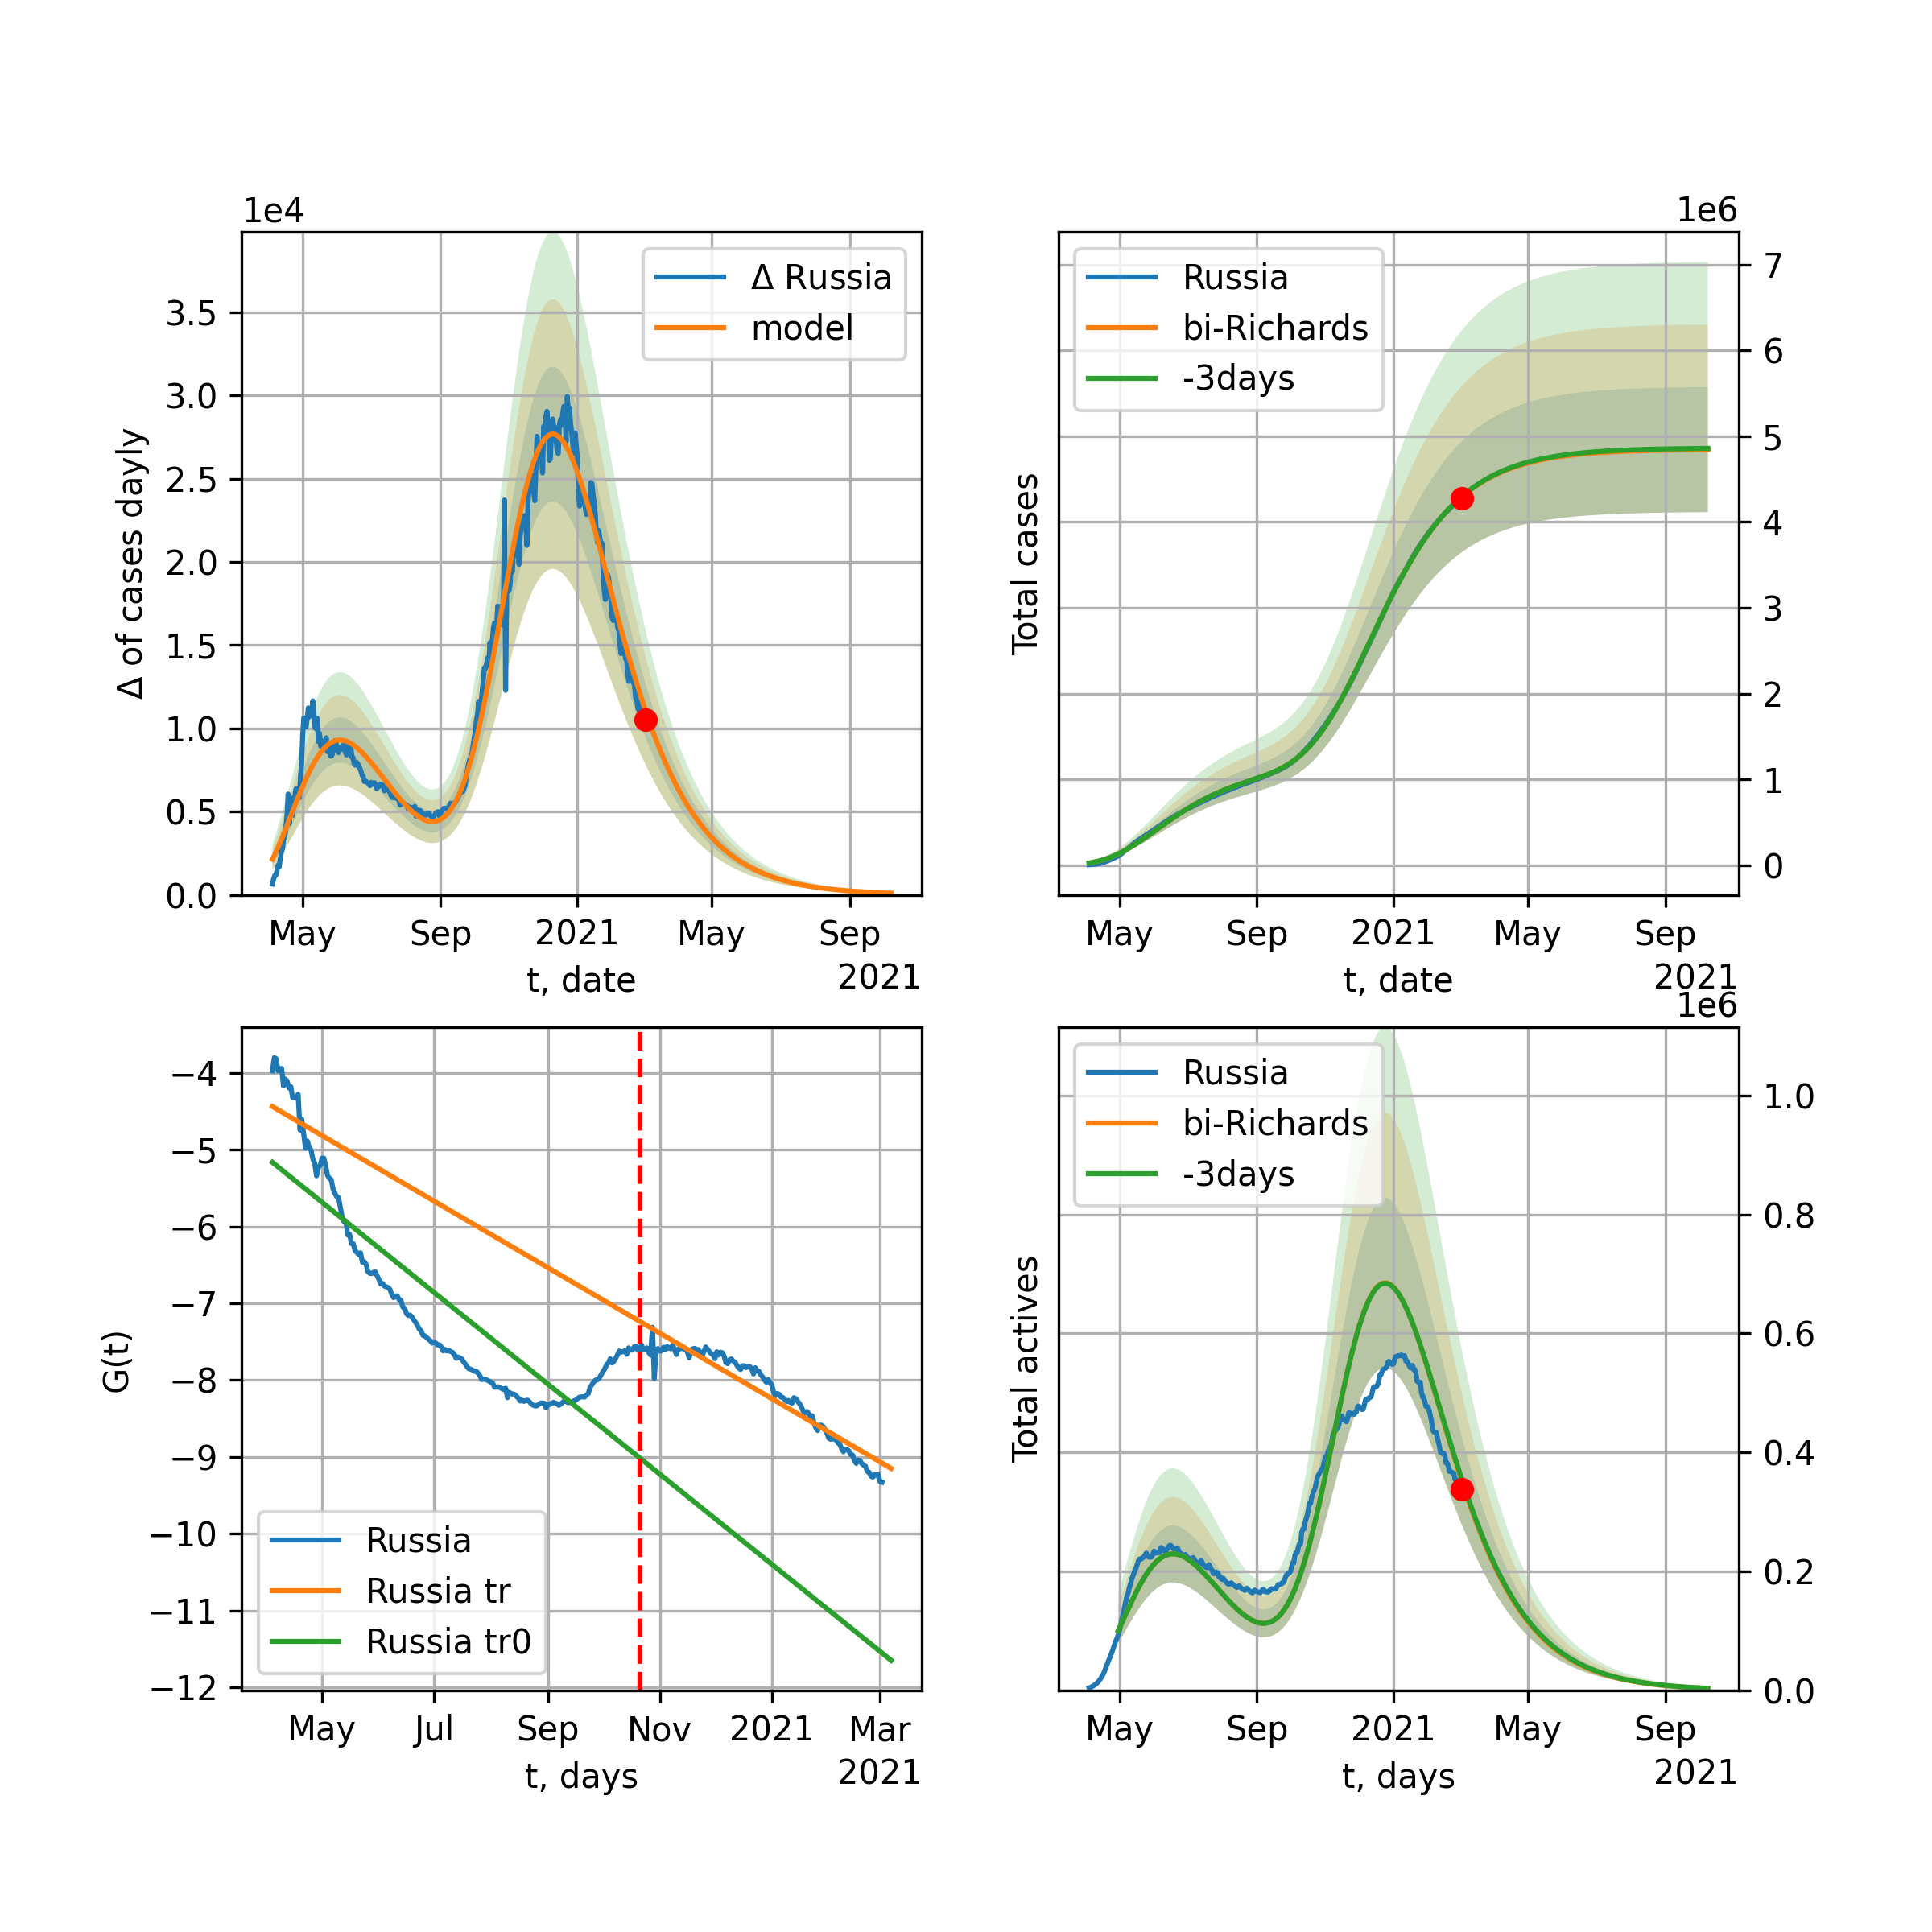 1e4
Δ of cases dayly
3.5
3.0
2.5
2.0
1.5
1.0
0.5
0.0
Δ Russia
model
May Sep 2021 May Sep
t, date
2021
1e6
Total cases
Russia
bi-Richards
-3days
7
6
5
4
3
2
1
0
May Sep 2021 May Sep
t, date
2021
G(t)
−4
−5
−6
−7
−8
−9
−10
−11
−12
Russia
Russia tr
Russia tr0
May Jul Sep Nov 2021 Mar
t, days
2021
1e6
Total actives
Russia
bi-Richards
-3days
1.0
0.8
0.6
0.4
0.2
0.0
May Sep 2021 May Sep
t, days
2021